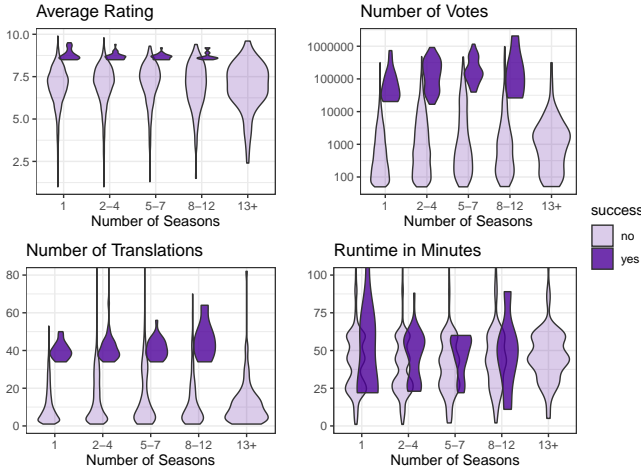 Average Rating
10.0
7.5
5.0
2.5
1 2−4 5−7 8−12 13+
Number of Seasons
Number of Votes
1000000
100000
10000
1000
100
1 2−4 5−7 8−12 13+
Number of Seasons
success
no
yes
Number of Translations
80
60
40
20
0
1 2−4 5−7 8−12 13+
Number of Seasons
Runtime in Minutes
100
75
50
25
0
1 2−4 5−7 8−12 13+
Number of Seasons